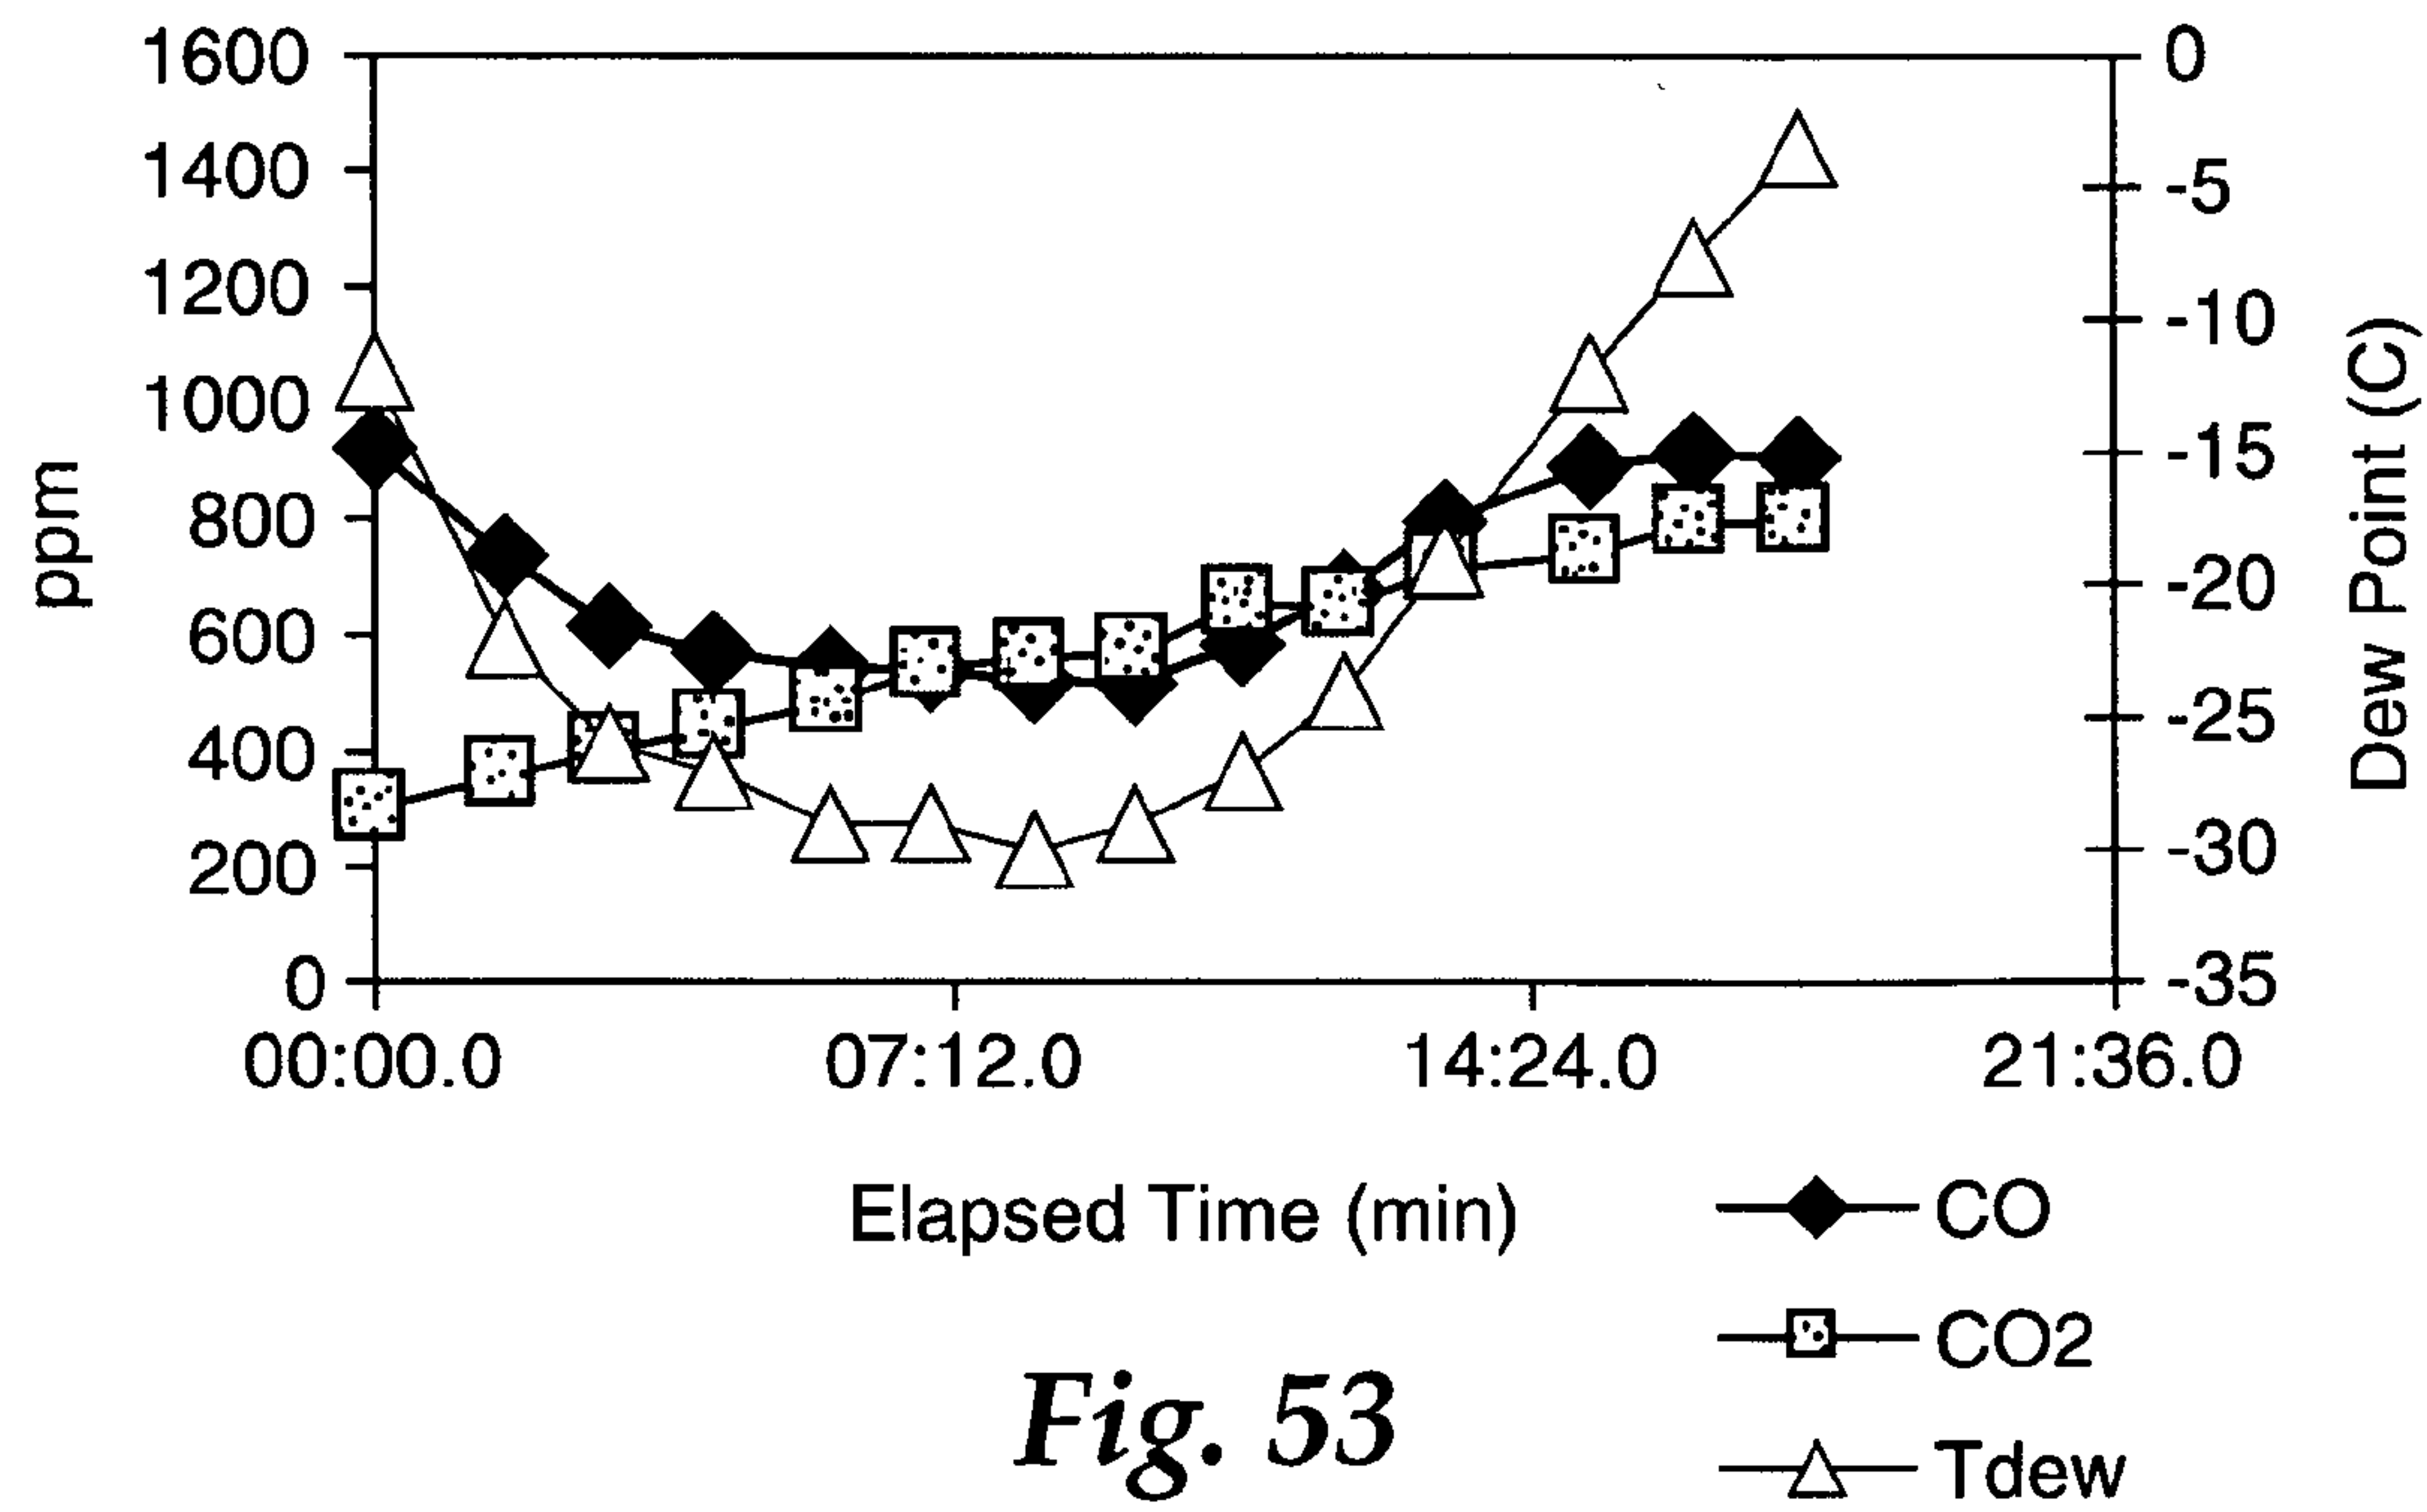 1600
1400
1200
1000
800
600
400
200
0
ppm
0
-5
-10
-15
-20
-25
-30
-35
Dew Point (C)
00:00.0 07:12.0 14:24.0 21:36.0
Elapsed Time (min)
CO
CO2
Tdew
Fig. 53